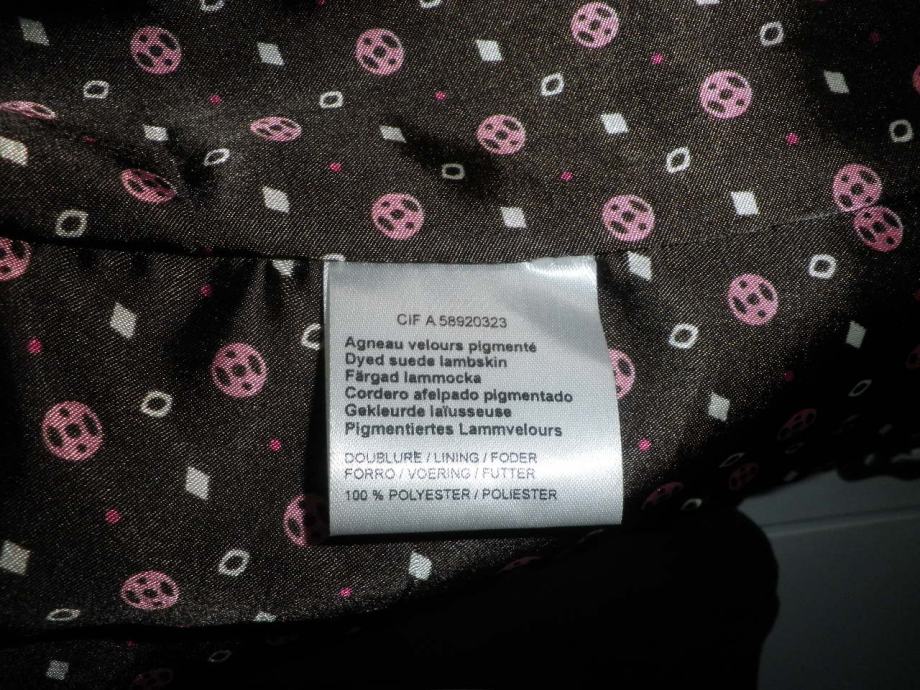 CIF A 58920323
Agneau velours pigmenté
Dyed suede lambskin
Färgad lammocka
Cordero afelpado pigmentado
Gekleurde laïusseuse
Pigmentiertes Lammvelours
DOUBLURE / LINING / FODER
FORRO / VOERING / FUTTER
100 % POLYESTER / POLIESTER